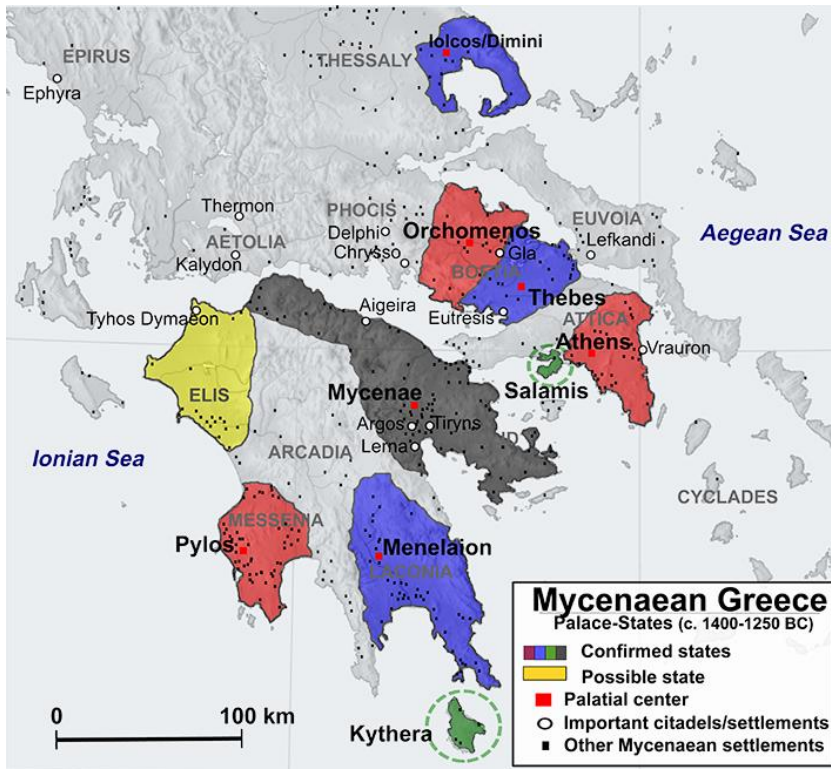 Iolcos/Dimini
EPIRUS
THESSALY
Ephyra
Thermon
PHOCIS
EUVOIA
Delphi
Orchomenos
AETOLIA
Chrysso
Gla
Lefkandi
Aegean Sea
Kalydon
BOETIA
Thebes
Aigeira
Eutresis
Tyhos Dymaeon
ATTICA
Athens
Vrauron
ELIS
Salamis
Mycenae
Argos
Tiryns
Lerna
Ionian Sea
ARCADIA
CYCLADES
MESSENIA
Pylos
Menelaion
LACONIA
Kythera
0 100 km
Mycenaean Greece
Palace-States (c. 1400-1250 BC)
Confirmed states
Possible state
Palatial center
Important citadels/settlements
Other Mycenaean settlements